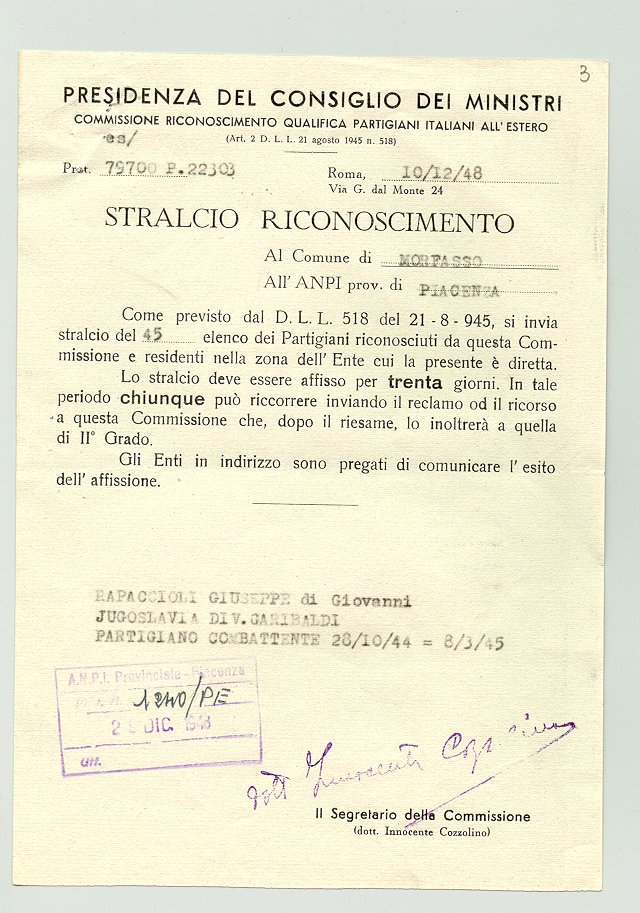 3
PRESIDENZA DEL CONSIGLIO DEI MINISTRI
COMMISSIONE RICONOSCIMENTO QUALIFICA PARTIGIANI ITALIANI ALL'ESTERO
es/
(Art. 2 D. L. L. 21 agosto 1945 n. 518)
Prot. 79700 P.22303
Roma, 10/12/48
Via G. dal Monte 24
STRALCIO RICONOSCIMENTO
Al Comune di MORFASSO
All'ANPI prov. di PIACENZA
Come previsto dal D. L. L. 518 del 21 - 8 - 945, si invia
stralcio del 45 elenco dei Partigiani riconosciuti da questa Com-
missione e residenti nella zona dell'Ente cui la presente è diretta.
Lo stralcio deve essere affisso per trenta giorni. In tale
periodo chiunque può riccorrere inviando il reclamo od il ricorso
a questa Commissione che, dopo il riesame, lo inoltrerà a quella
di II° Grado.
Gli Enti in indirizzo sono pregati di comunicare l'esito
dell'affissione.
RAPACCIOLI GIUSEPPE di Giovanni
JUGOSLAVIA DIV.GARIBALDI
PARTIGIANO COMBATTENTE 28/10/44 = 8/3/45
A.N.P.I. Provinciale - Piacenza
1240/PE
DIC. 1948
Uff.
dott Innocente Cozzolino
Il Segretario della Commissione
(dott. Innocente Cozzolino)